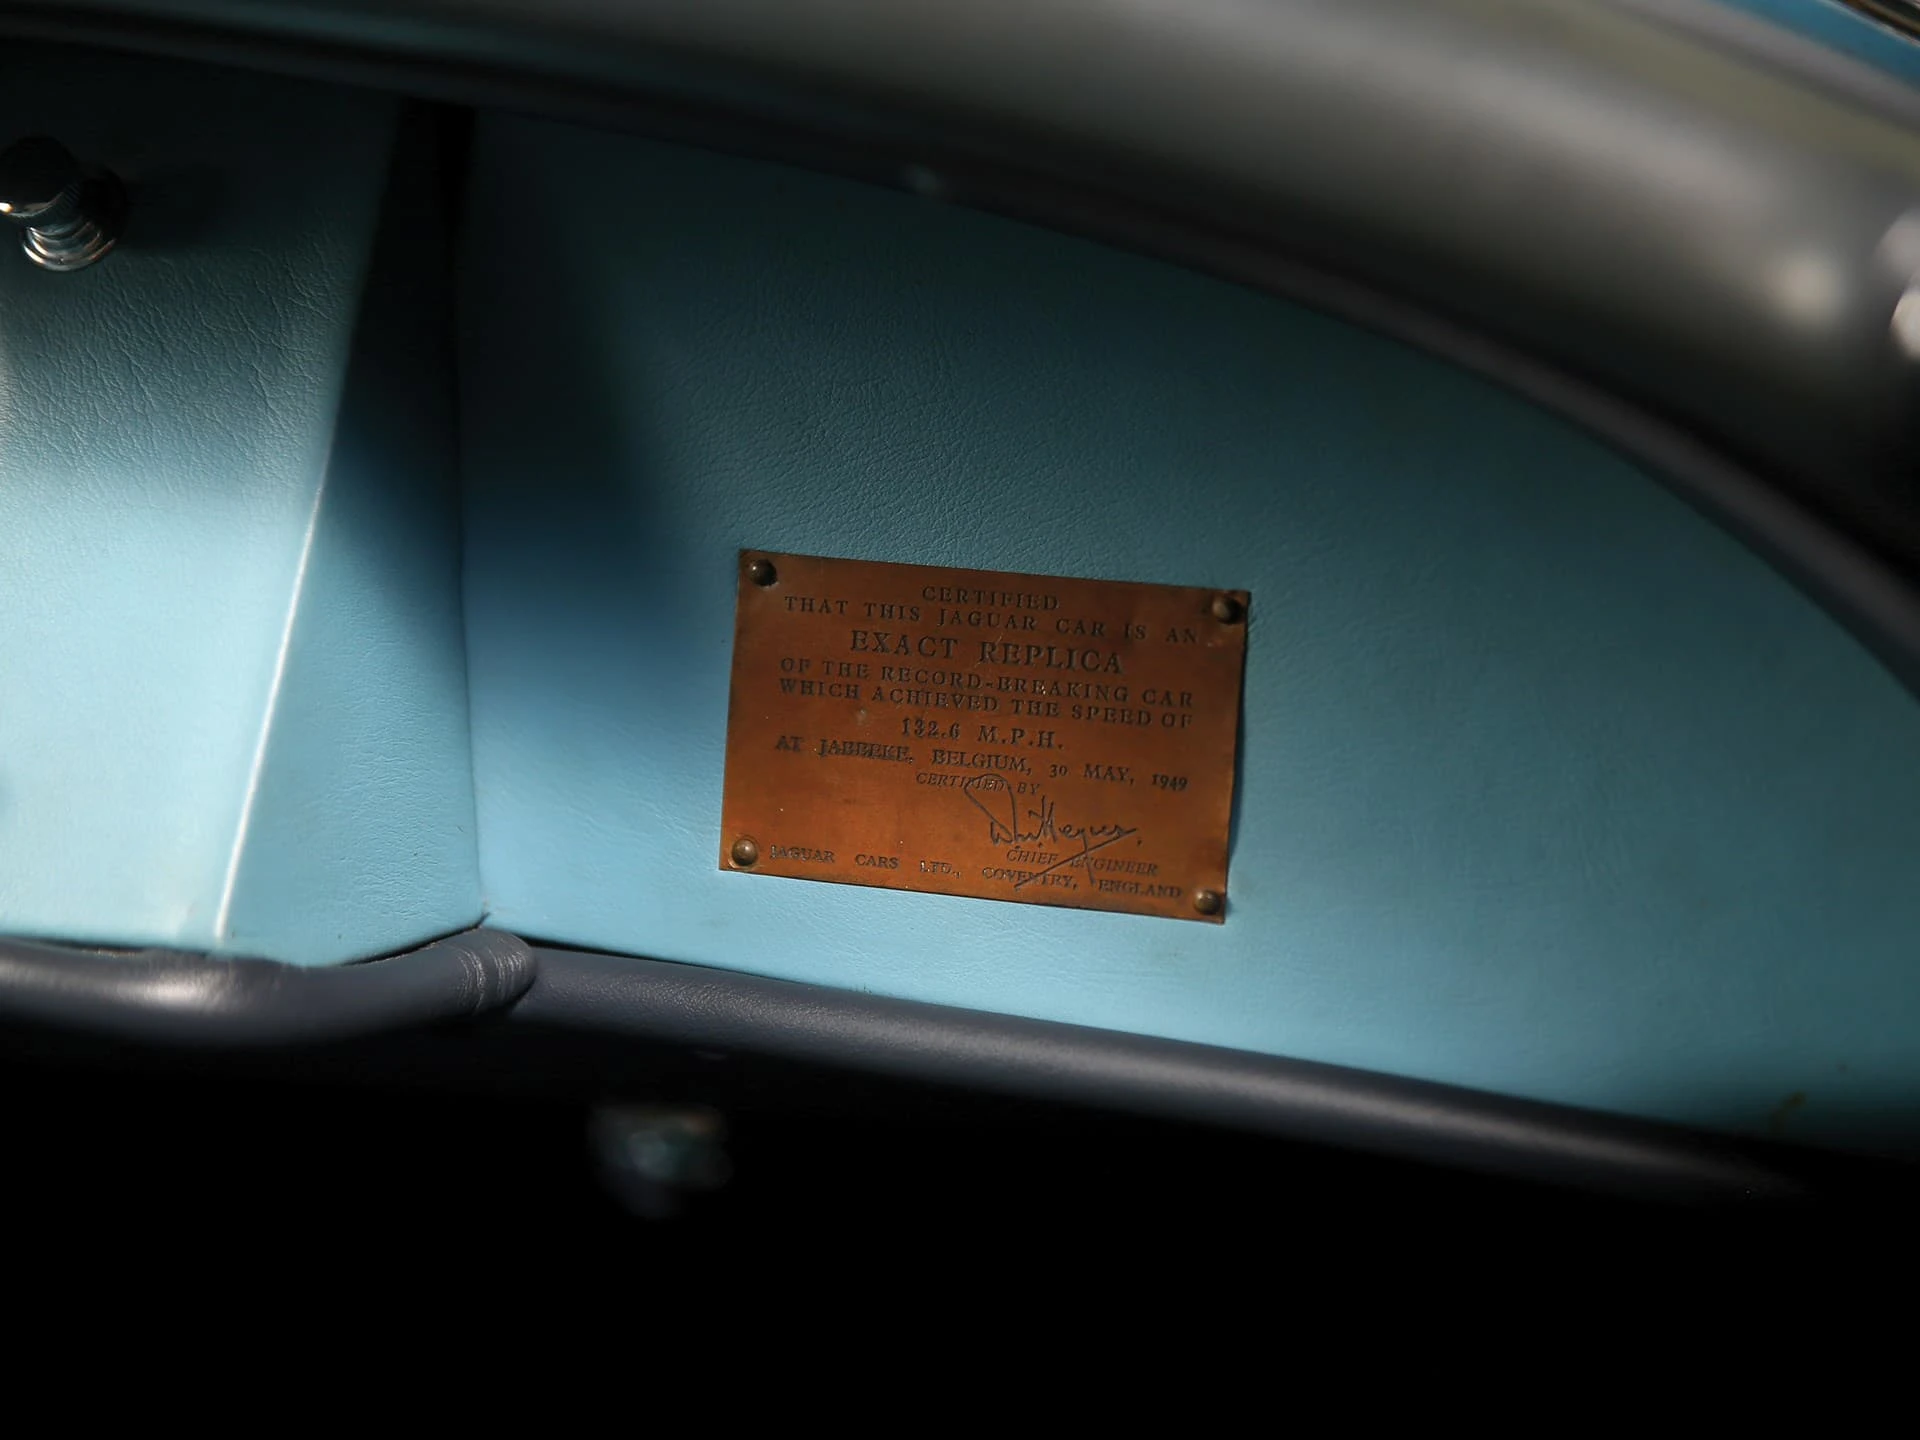 CERTIFIED
THAT THIS JAGUAR CAR IS AN
EXACT REPLICA
OF THE RECORD-BREAKING CAR
WHICH ACHIEVED THE SPEED OF
132.6 M.P.H.
AT JABBEKE, BELGIUM, 30 MAY, 1949
CERTIFIED BY
CHIEF ENGINEER
JAGUAR CARS LTD., COVENTRY, ENGLAND